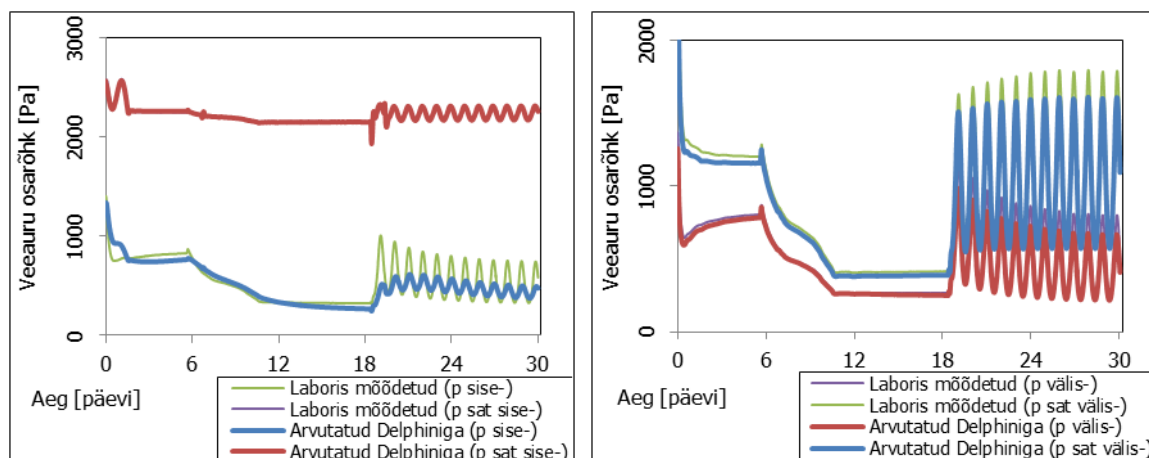 Veeauru osarõhk [Pa]
3000
2000
1000
0
0 6 12 18 24 30
Aeg [päevi]
Laboris mõõdetud (p sise-)
Laboris mõõdetud (p sat sise-)
Arvutatud Delphiniga (p sise-)
Arvutatud Delphiniga (p sat sise-)
Veeauru osarõhk [Pa]
2000
1000
0
0 6 12 18 24 30
Aeg [päevi]
Laboris mõõdetud (p välis-)
Laboris mõõdetud (p sat välis-)
Arvutatud Delphiniga (p välis-)
Arvutatud Delphiniga (p sat välis-)